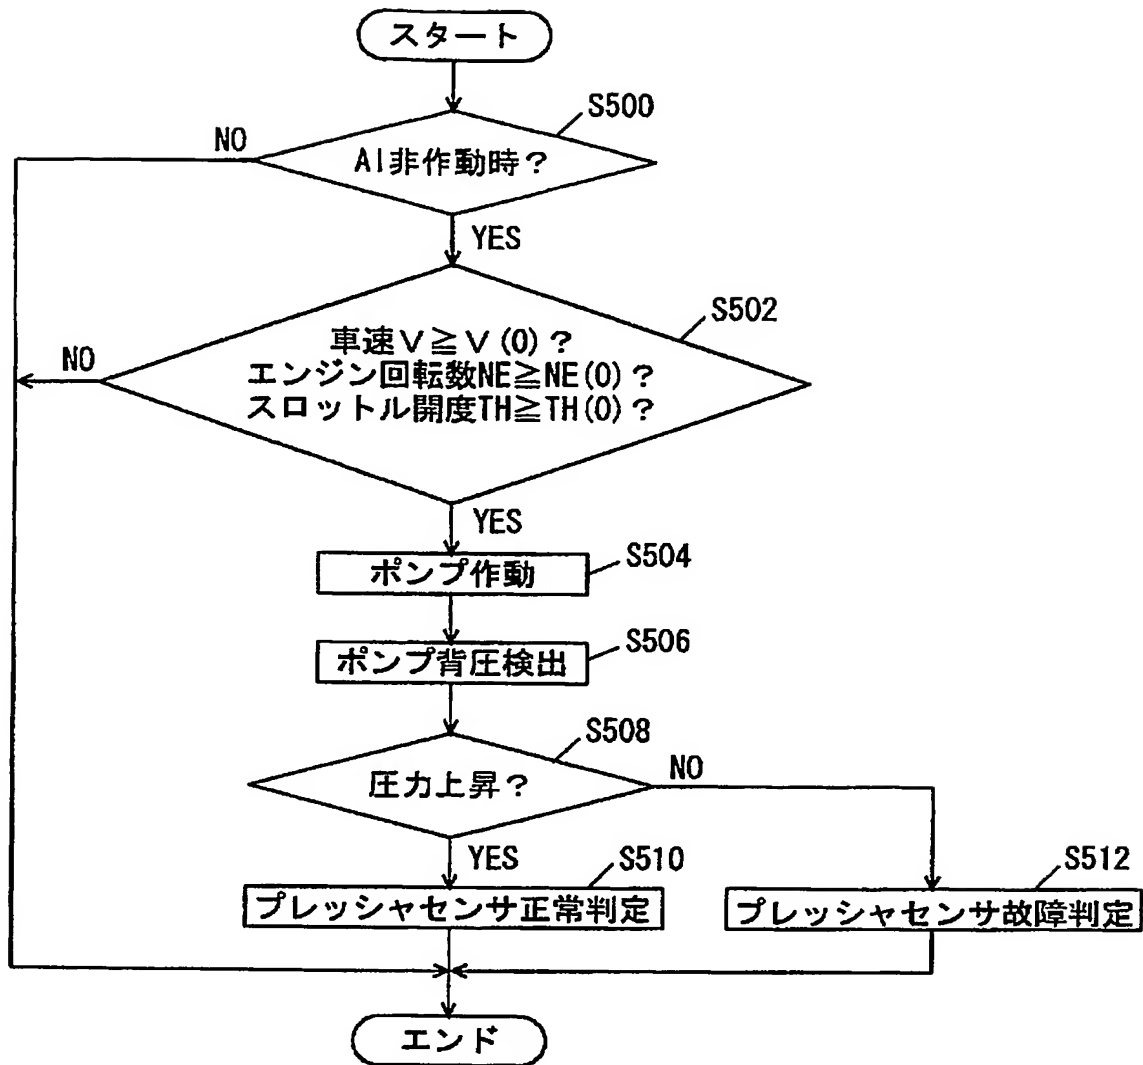 スタート
S500
NO
AI非作動時？
YES
S502
車速V≧V(0)？
NO
エンジン回転数NE≧NE(0)？
スロットル開度TH≧TH(0)？
YES
S504
ポンプ作動
S506
ポンプ背圧検出
S508
圧力上昇？
NO
YES
S510
S512
プレッシャセンサ正常判定
プレッシャセンサ故障判定
エンド